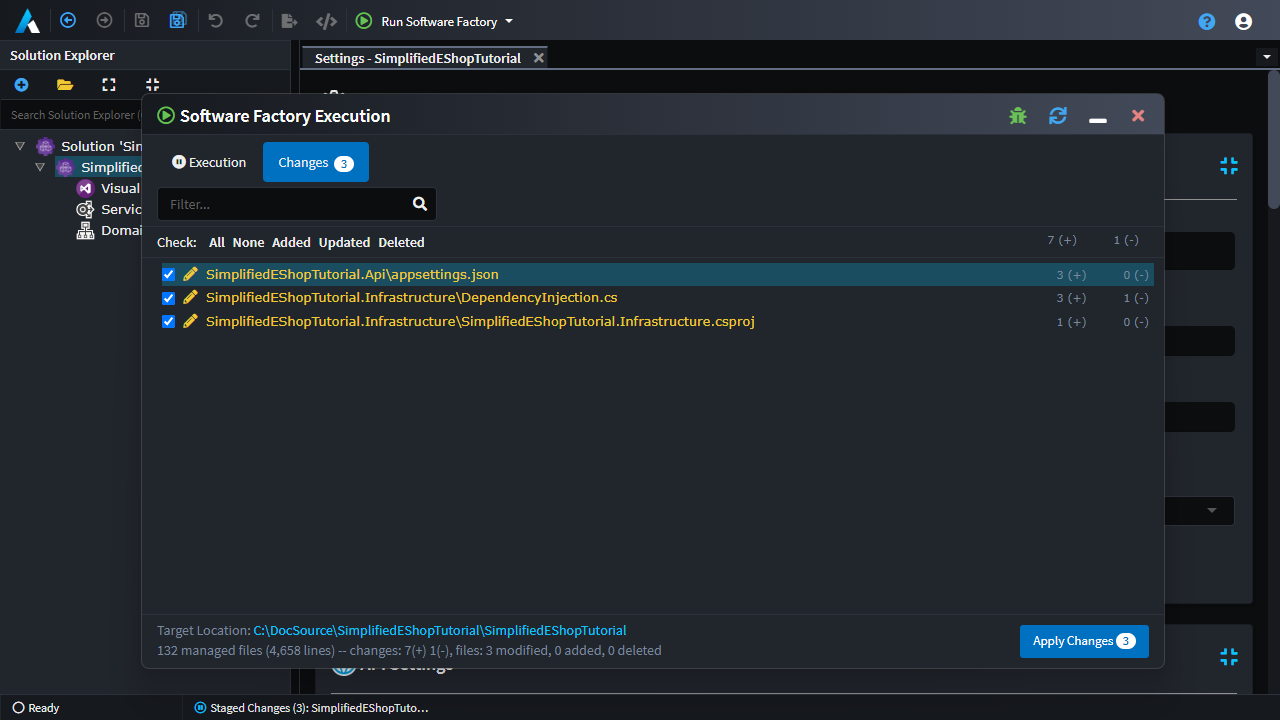 Run Software Factory
Solution Explorer
Settings - SimplifiedEShopTutorial
Search Solution Explorer (
Solution 'Sim
Simplified
Visual
Servic
Domai
Software Factory Execution
Execution
Changes 3
Filter...
Check: All None Added Updated Deleted 7 (+) 1 (-)
SimplifiedEShopTutorial.Api\appsettings.json 3 (+) 0 (-)
SimplifiedEShopTutorial.Infrastructure\DependencyInjection.cs 3 (+) 1 (-)
SimplifiedEShopTutorial.Infrastructure\SimplifiedEShopTutorial.Infrastructure.csproj 1 (+) 0 (-)
Target Location: C:\DocSource\SimplifiedEShopTutorial\SimplifiedEShopTutorial
132 managed files (4,658 lines) -- changes: 7(+) 1(-), files: 3 modified, 0 added, 0 deleted
Apply Changes 3
Ready
Staged Changes (3): SimplifiedEShopTuto...